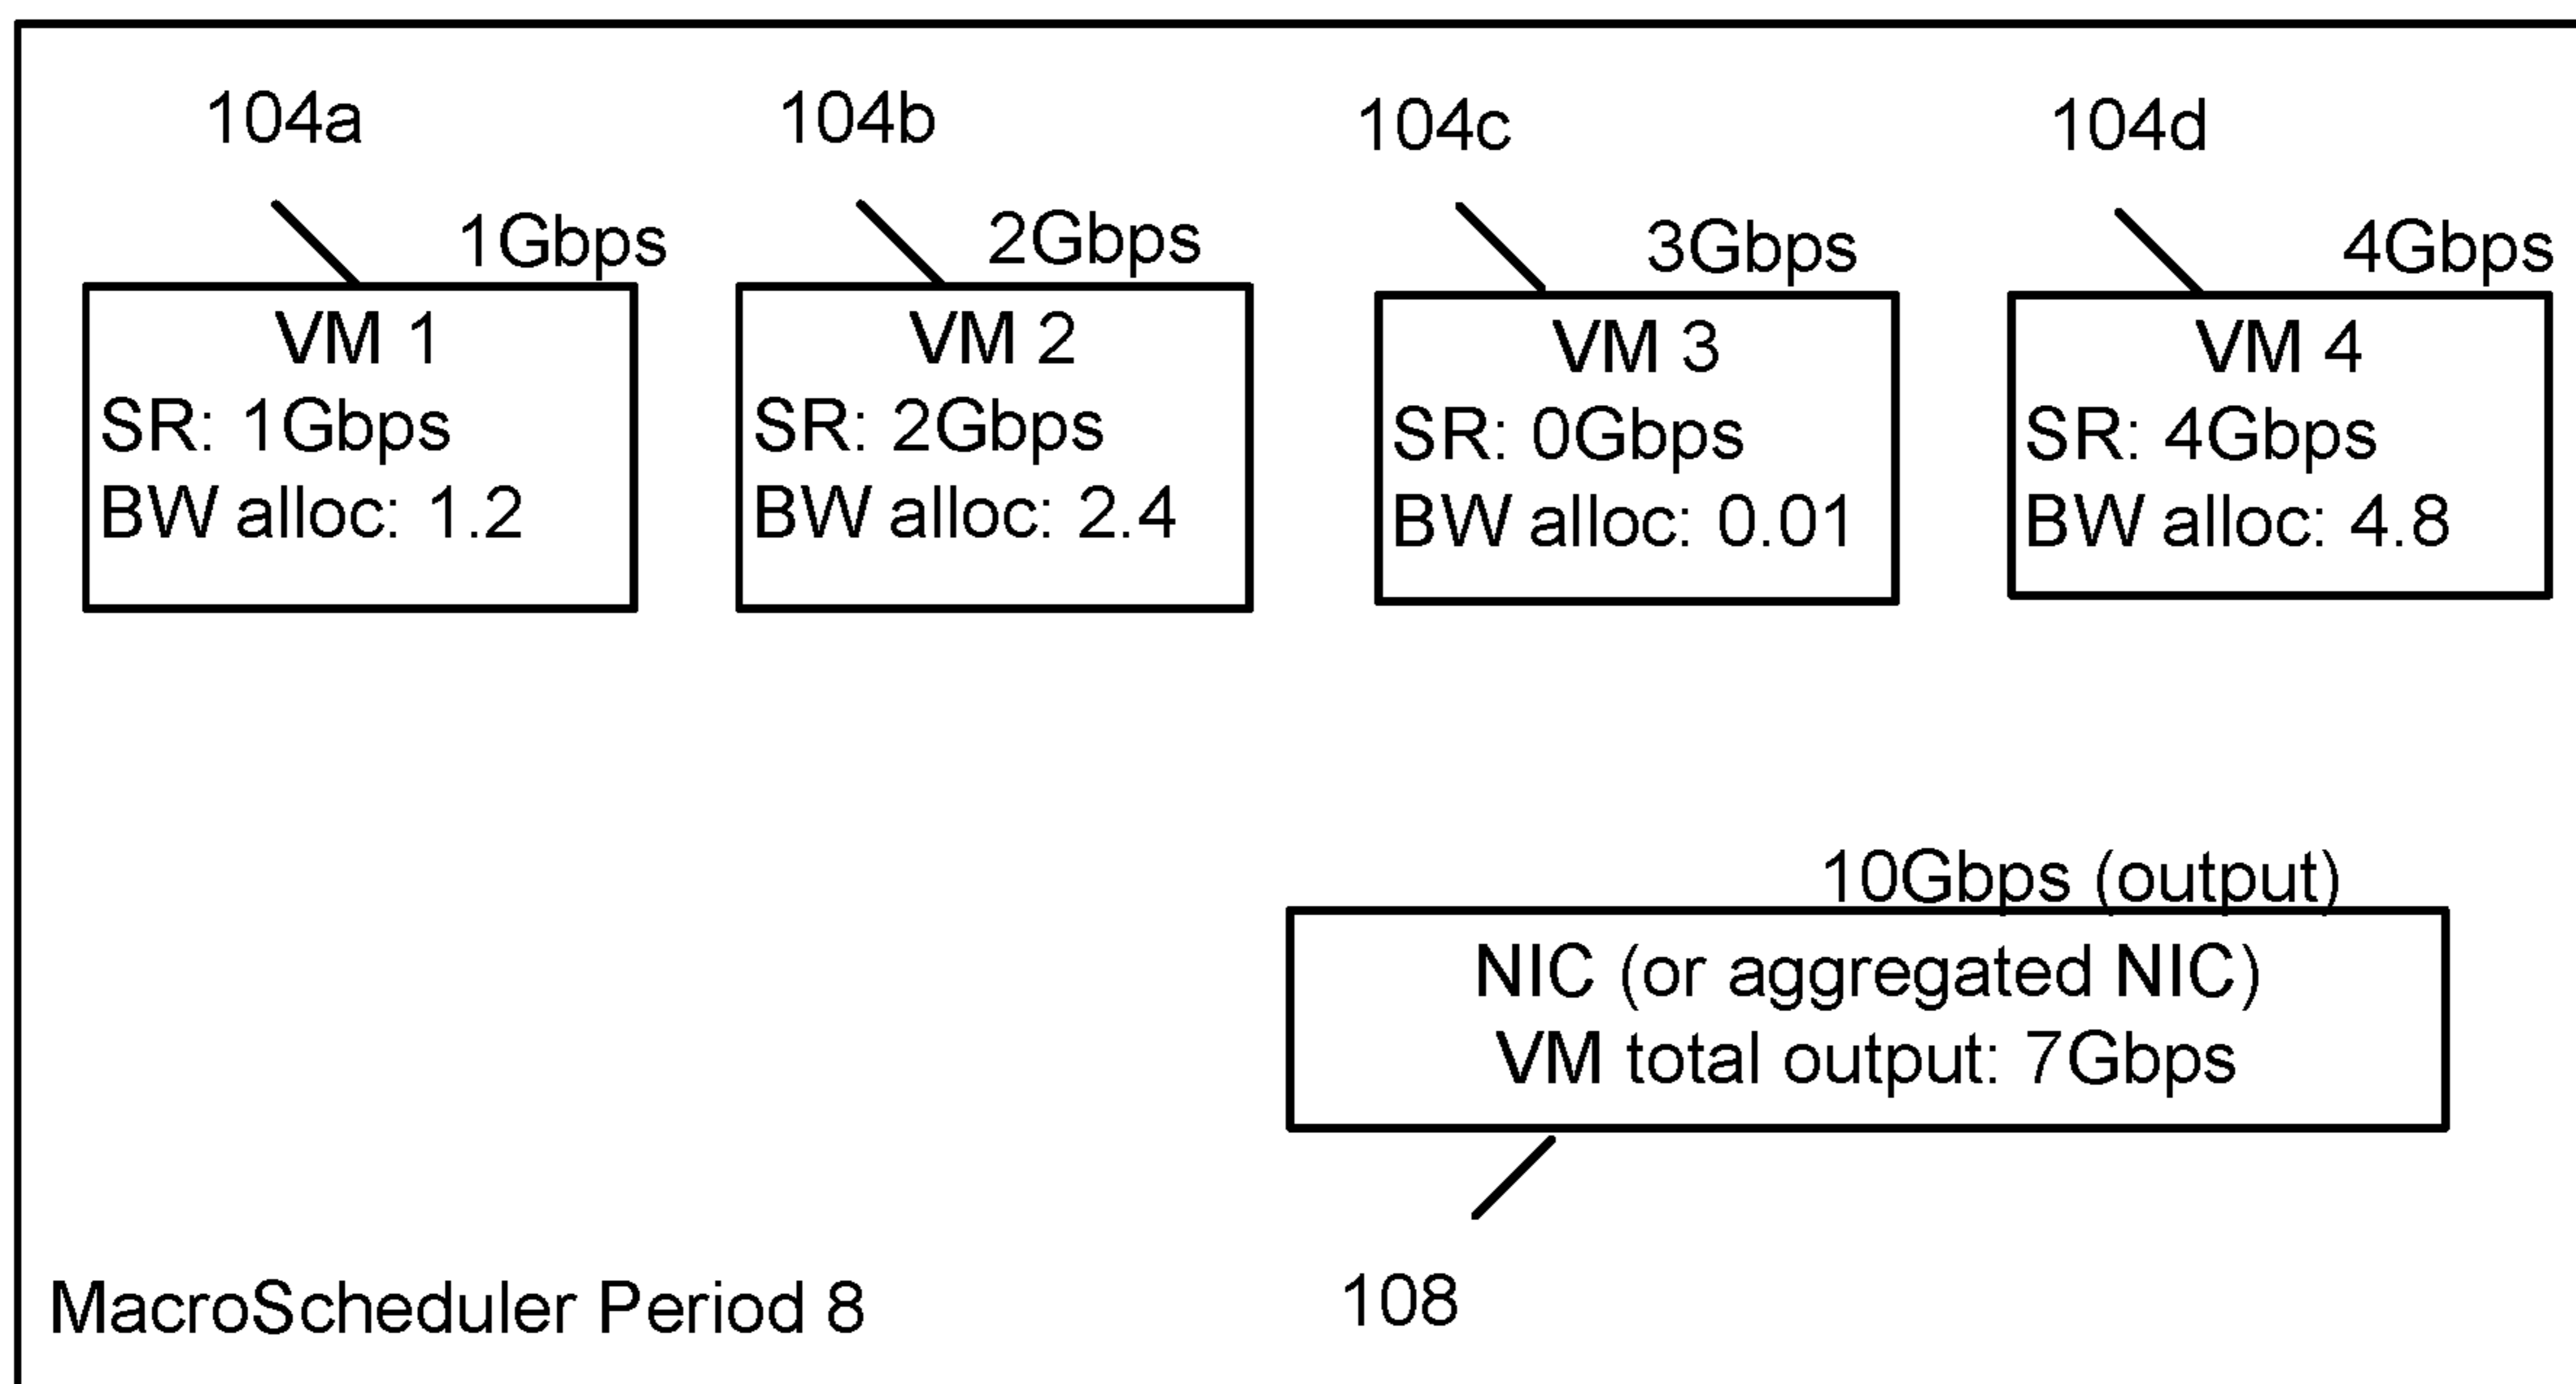 104a
104b
104c
104d
1Gbps
2Gbps
3Gbps
4Gbps
VM 1
SR: 1Gbps
BW alloc: 1.2
VM 2
SR: 2Gbps
BW alloc: 2.4
VM 3
SR: 0Gbps
BW alloc: 0.01
VM 4
SR: 4Gbps
BW alloc: 4.8
10Gbps (output)
NIC (or aggregated NIC)
VM total output: 7Gbps
108
MacroScheduler Period 8